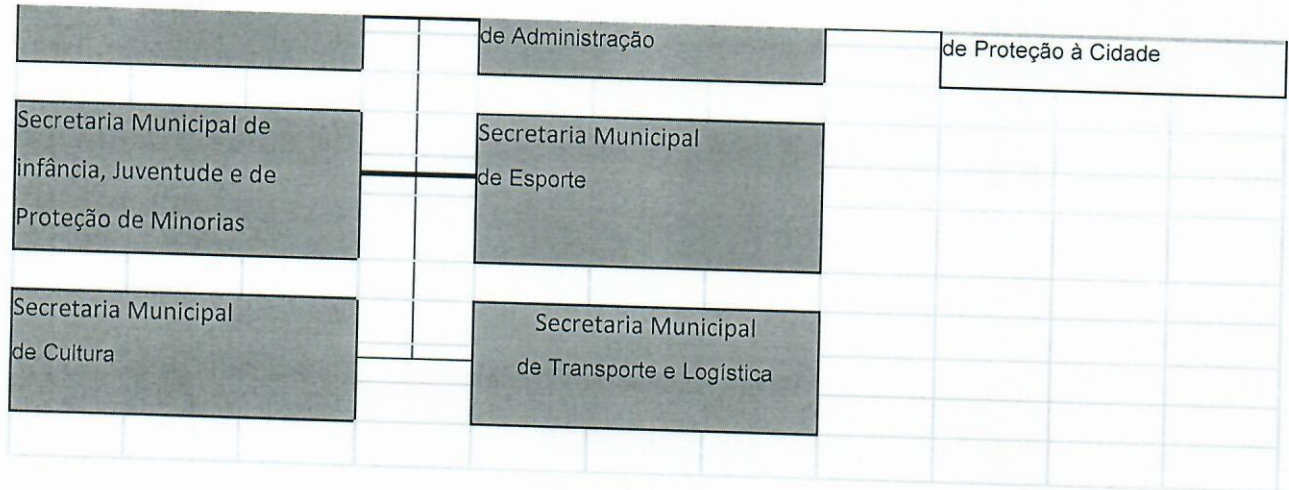 de Administração
de Proteção à Cidade
Secretaria Municipal de
infância, Juventude e de
Proteção de Minorias
Secretaria Municipal
de Esporte
Secretaria Municipal
de Cultura
Secretaria Municipal
de Transporte e Logística